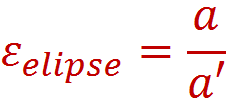 ε_elipse = a/a′